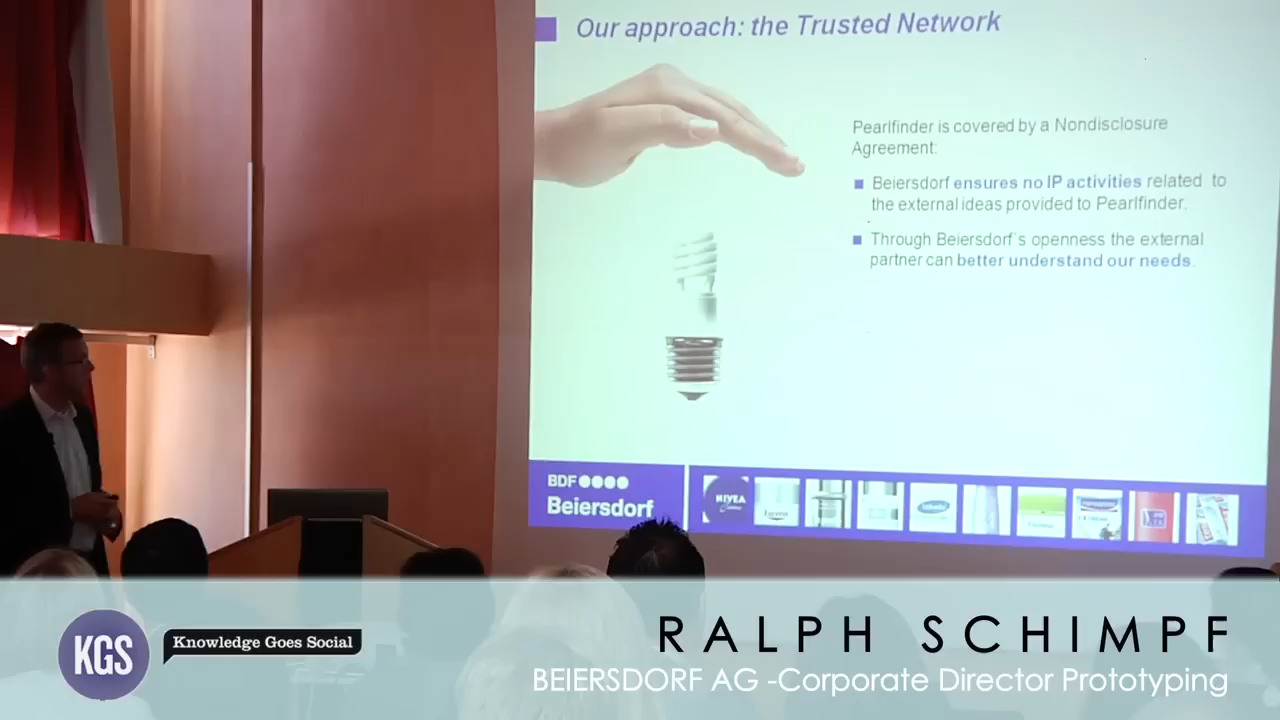 Our approach: the Trusted Network
Pearlfinder is covered by a Nondisclosure
Agreement:
Beiersdorf ensures no IP activities related to
the external ideas provided to Pearlfinder.
Through Beiersdorf`s openness the external
partner can better understand our needs.
BDF
Beiersdorf
NIVEA
KGS
Knowledge Goes Social
RALPH SCHIMPF
BEIERSDORF AG -Corporate Director Prototyping